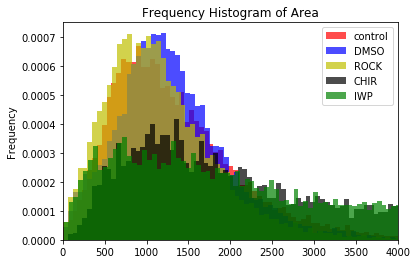 Frequency Histogram of Area
Frequency
0.0007
0.0006
0.0005
0.0004
0.0003
0.0002
0.0001
0.0000
0
500
1000
1500
2000
2500
3000
3500
4000
control
DMSO
ROCK
CHIR
IWP